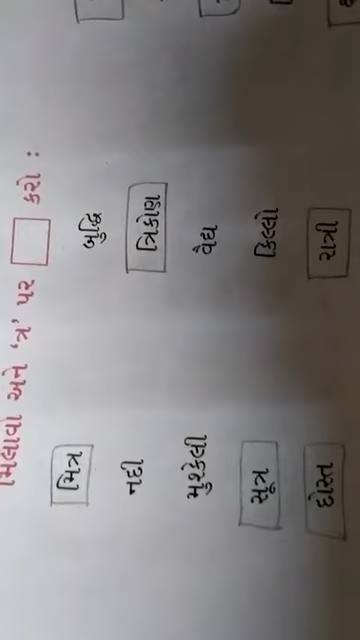 મિલાવો અને 'ત્ર' પર □ કરો :
મિત્ર બુદ્ધિ
નદી ત્રિકોણ
મુશ્કેલી વૈદ્ય
સૂત્ર કિલ્લો
દોસ્ત રાત્રી